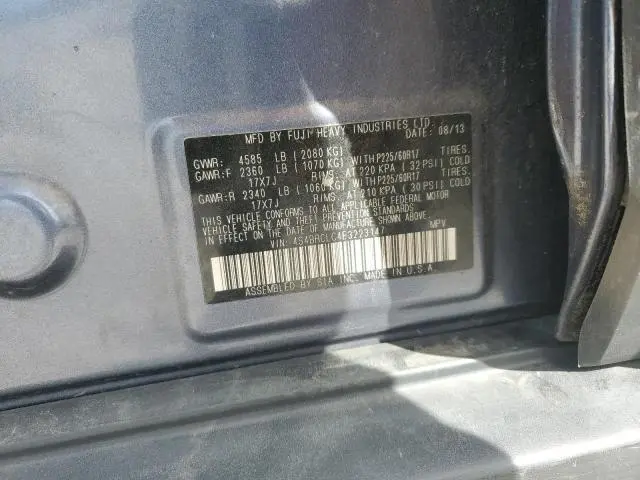 MFD BY FUJI HEAVY INDUSTRIES LTD.
DATE: 08/13
GVWR: 4585 LB (2080 KG)
GAWR:F 2360 LB (1070 KG) WITH P225/60R17 TIRES.
17X7J RIMS, AT 220 KPA (32 PSI) COLD
GAWR:R 2340 LB (1060 KG) WITH P225/60R17 TIRES.
17X7J RIMS, AT 210 KPA (30 PSI) COLD
THIS VEHICLE CONFORMS TO ALL APPLICABLE FEDERAL MOTOR
VEHICLE SAFETY AND THEFT PREVENTION STANDARDS
IN EFFECT ON THE DATE OF MANUFACTURE SHOWN ABOVE.
MPV
ASSEMBLED BY SIA INC. MADE IN U.S.A.